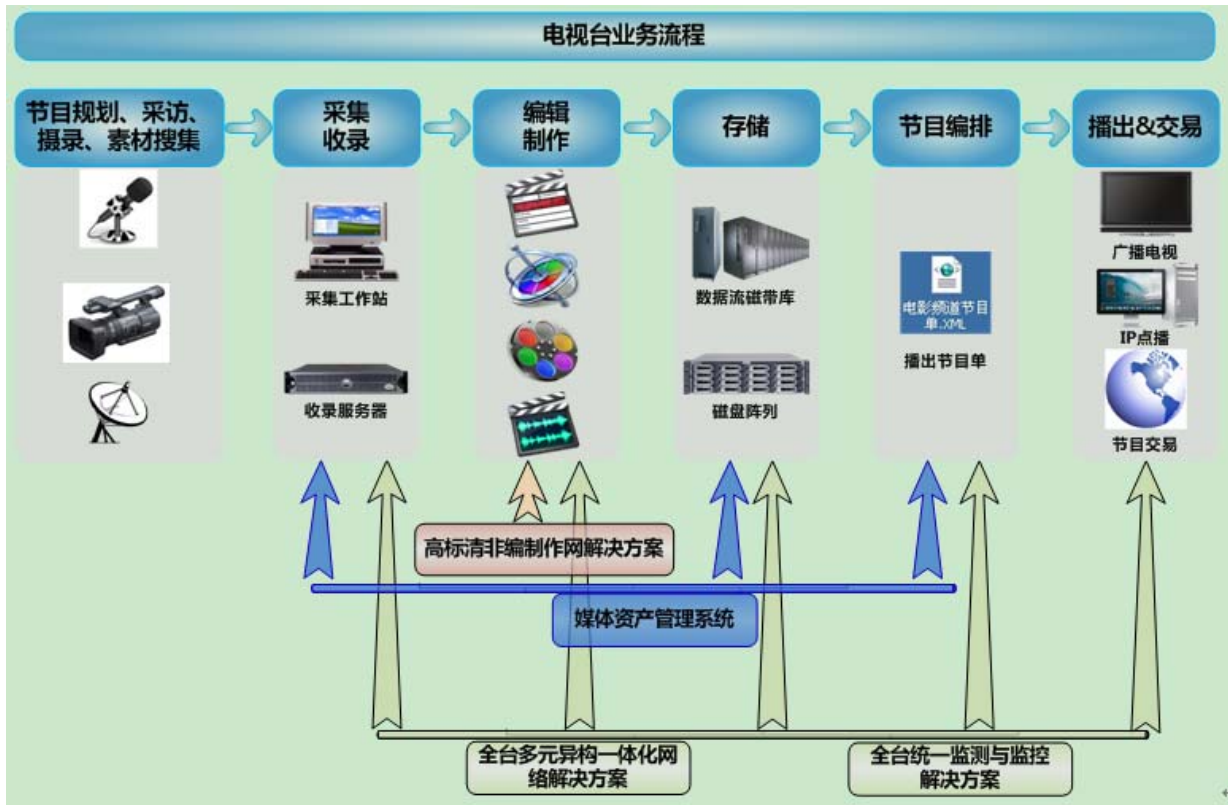 电视台业务流程
节目规划、采访、
摄录、素材搜集
采集
收录
编辑
制作
存储
节目编排
播出&交易
采集工作站
收录服务器
数据流磁带库
磁盘阵列
电影频道节目
单.XML
播出节目单
广播电视
IP点播
节目交易
高标清非编制作网解决方案
媒体资产管理系统
全台多元异构一体化网
络解决方案
全台统一监测与监控
解决方案